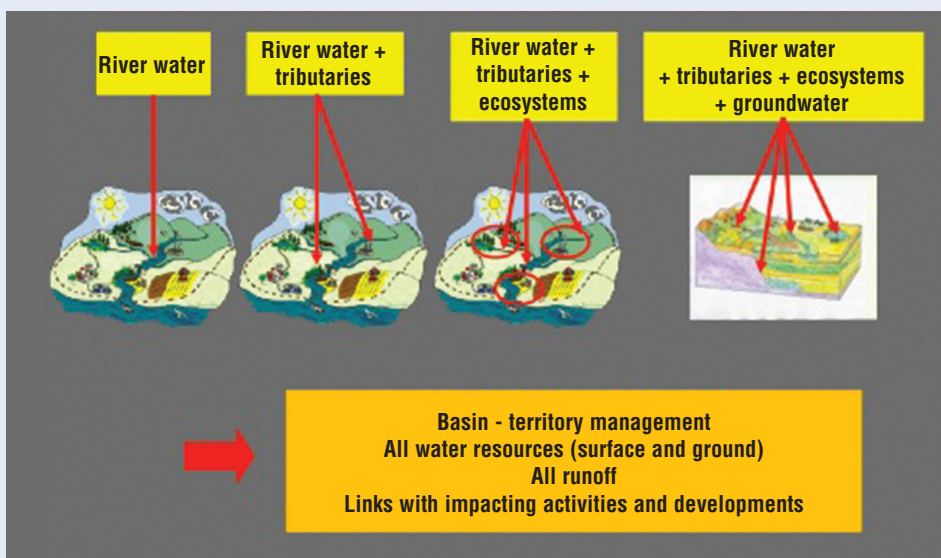 River water
River water +
tributaries
River water +
tributaries +
ecosystems
River water
+ tributaries + ecosystems
+ groundwater
Basin - territory management
All water resources (surface and ground)
All runoff
Links with impacting activities and developments